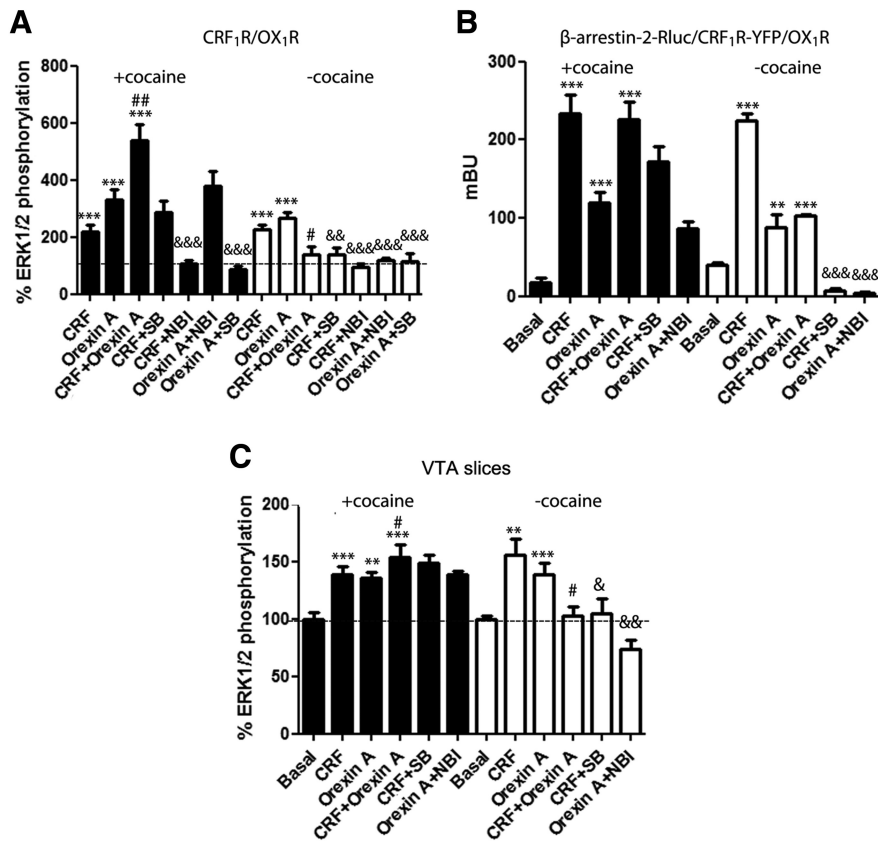 A
CRF₁R/OX₁R
% ERK1/2 phosphorylation
800
600
400
200
0
+cocaine
-cocaine
***
***
##
***
&&&
&&&
***
***
#
&&
&&&
&&&
&&&
CRF
Orexin A
CRF+Orexin A
CRF+SB
CRF+NBI
Orexin A+NBI
Orexin A+SB
CRF
Orexin A
CRF+Orexin A
CRF+SB
CRF+NBI
Orexin A+NBI
Orexin A+SB
B
β-arrestin-2-Rluc/CRF₁R-YFP/OX₁R
mBU
300
200
100
0
+cocaine
-cocaine
***
***
***
***
**
***
&&&
&&&
Basal
CRF
Orexin A
CRF+Orexin A
CRF+SB
Orexin A+NBI
Basal
CRF
Orexin A
CRF+Orexin A
CRF+SB
Orexin A+NBI
C
VTA slices
% ERK1/2 phosphorylation
200
150
100
50
0
+cocaine
-cocaine
***
**
#
***
**
***
#
&
&&
Basal
CRF
Orexin A
CRF+Orexin A
CRF+SB
Orexin A+NBI
Basal
CRF
Orexin A
CRF+Orexin A
CRF+SB
Orexin A+NBI